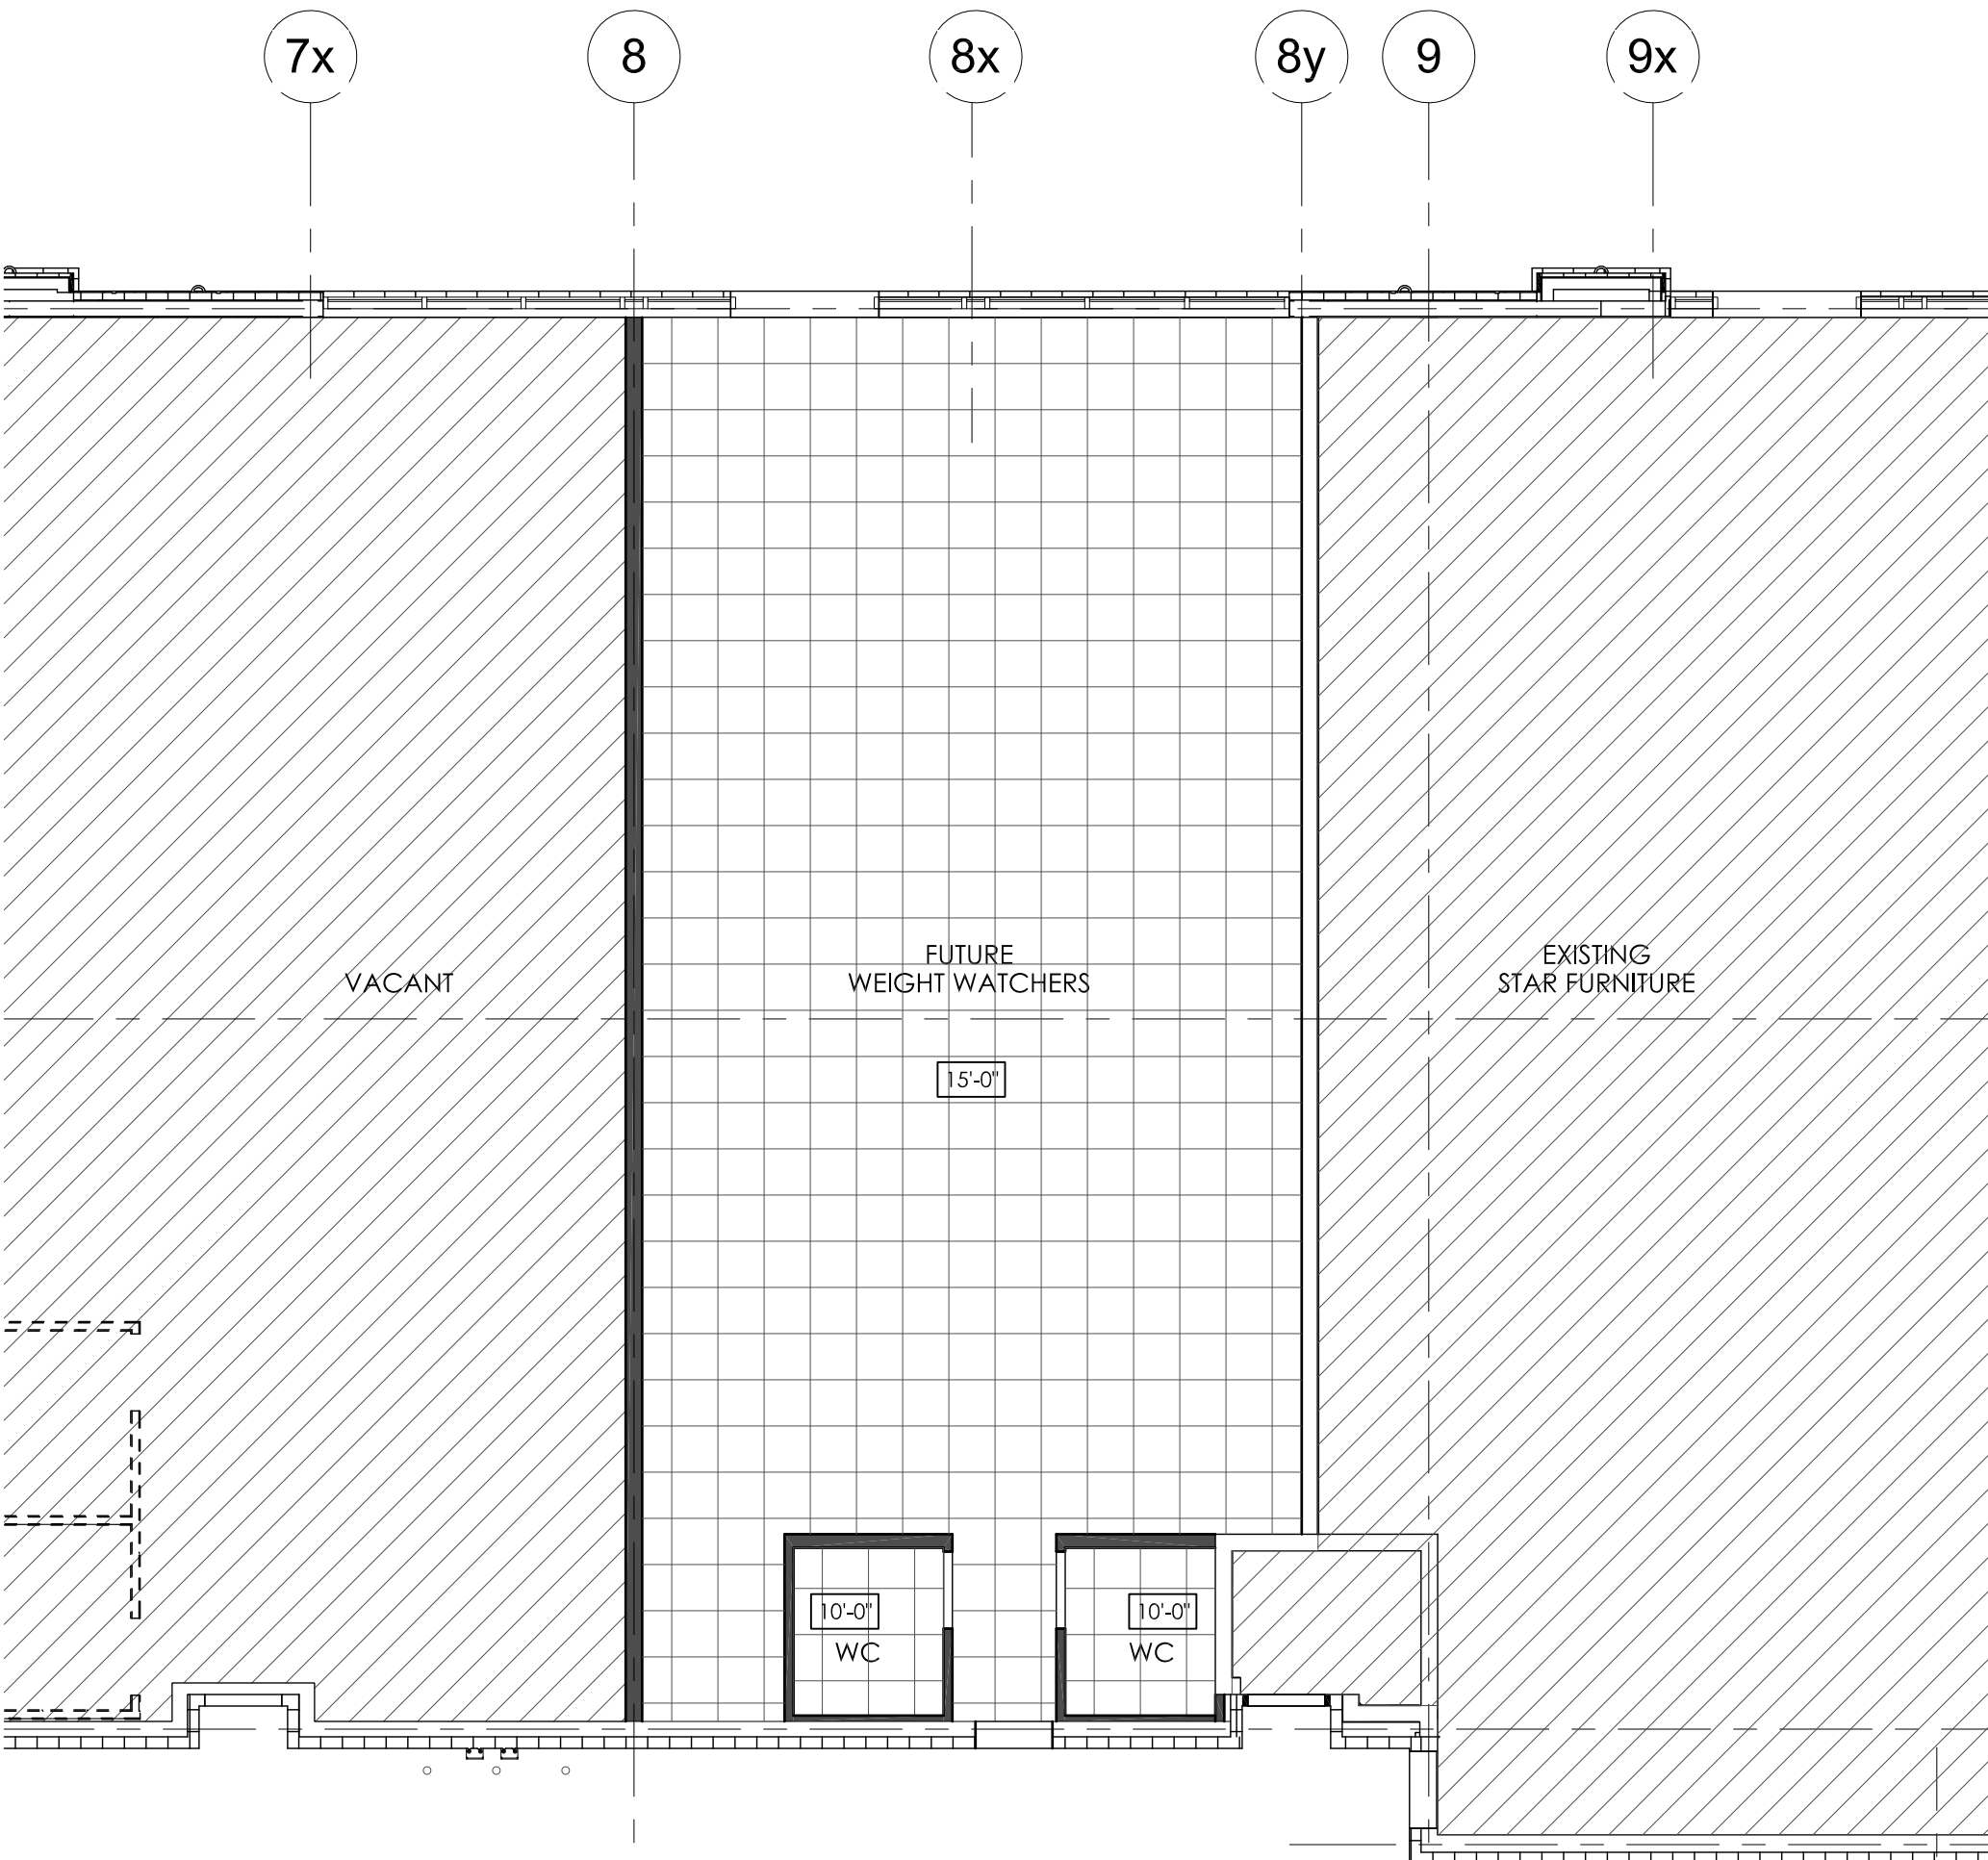 7x
8
8x
8y
9
9x
VACANT
FUTURE
WEIGHT WATCHERS
EXISTING
STAR FURNITURE
15'-0"
10'-0"
WC
10'-0"
WC